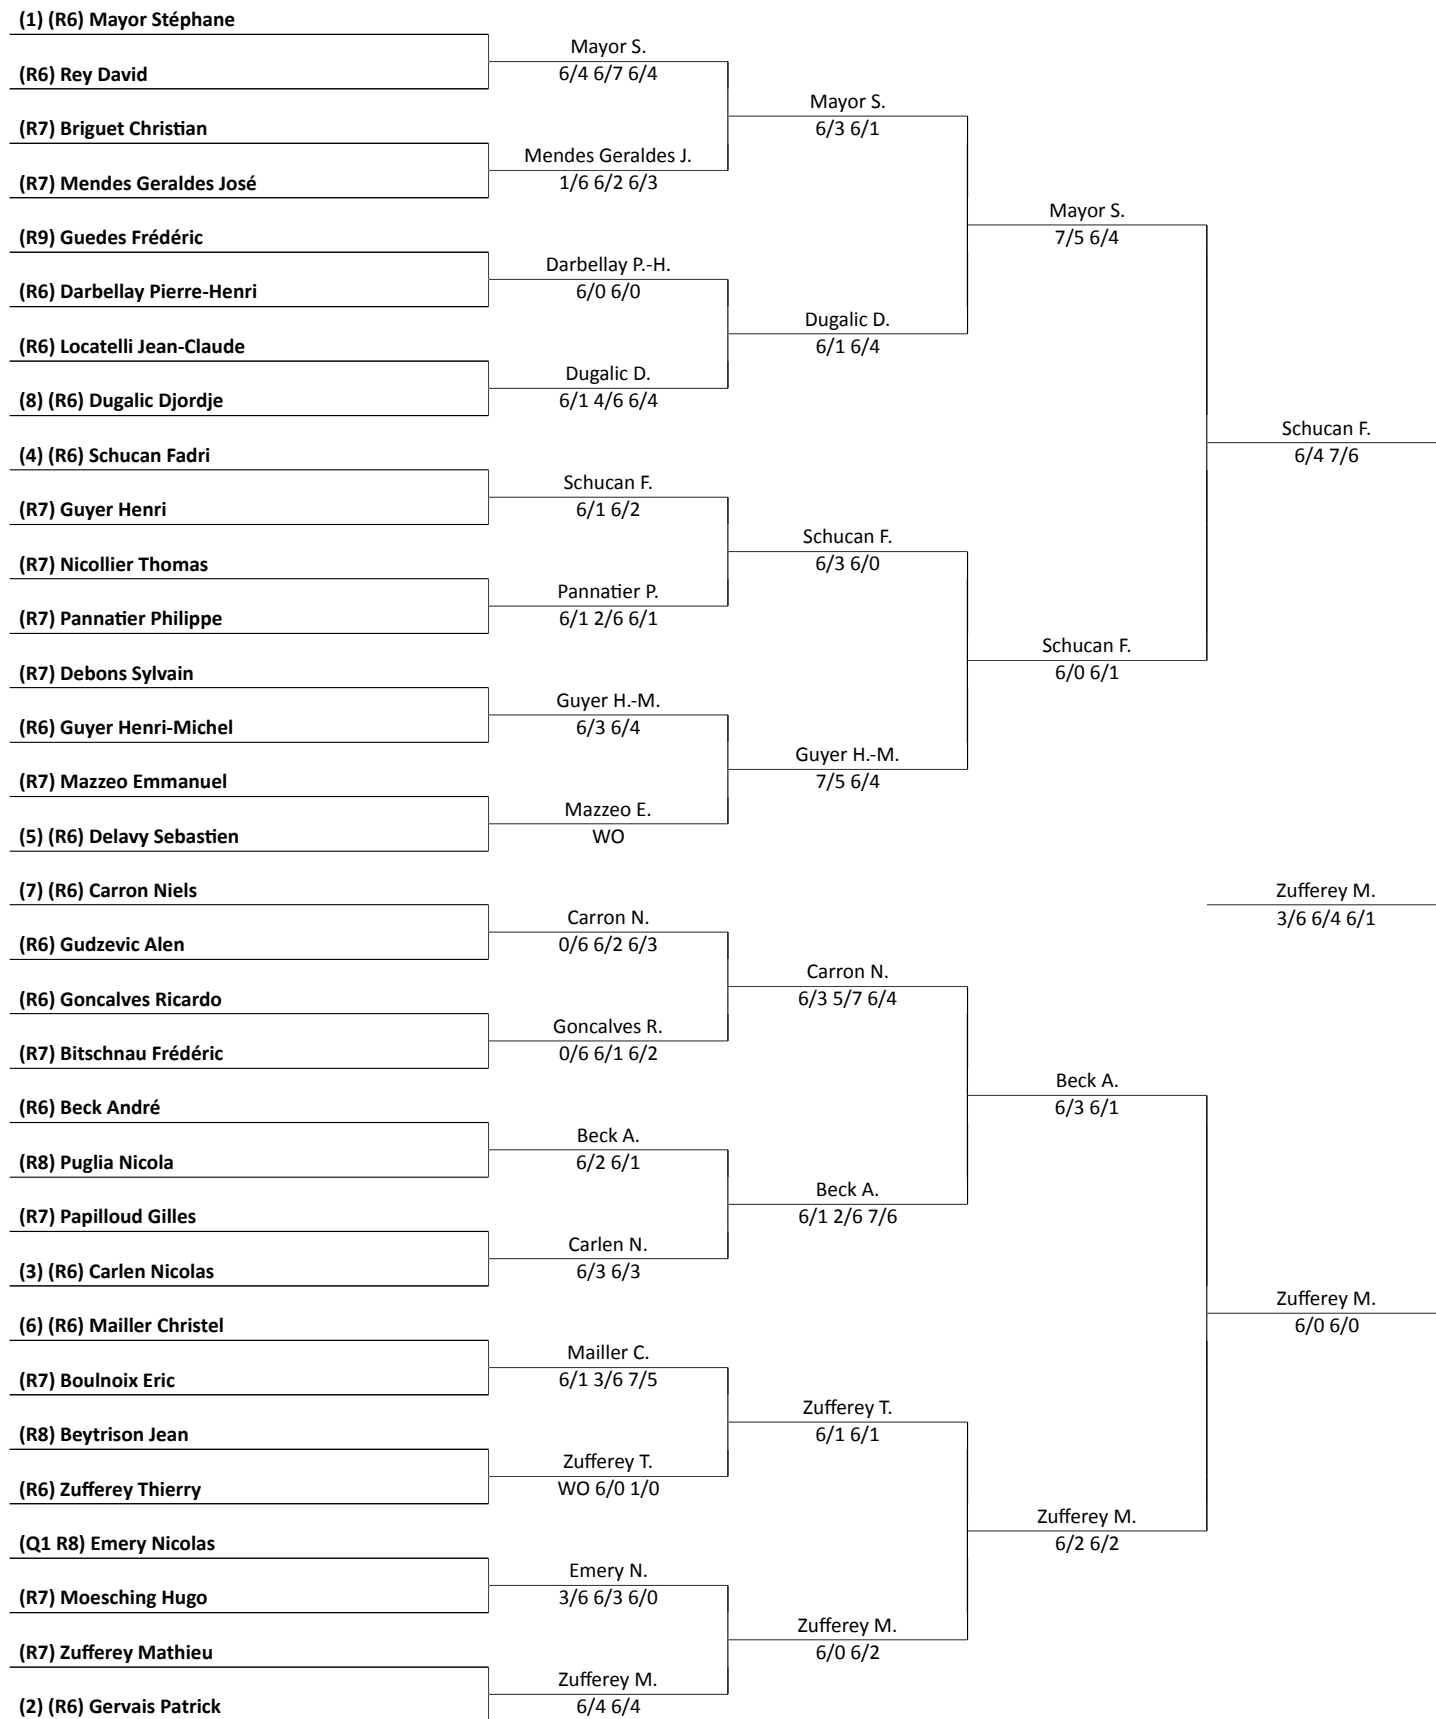 (1) (R6) Mayor Stéphane
Mayor S.
(R6) Rey David
6/4 6/7 6/4
Mayor S.
(R7) Briguet Christian
6/3 6/1
Mendes Geraldes J.
(R7) Mendes Geraldes José
1/6 6/2 6/3
Mayor S.
(R9) Guedes Frédéric
7/5 6/4
Darbellay P.-H.
(R6) Darbellay Pierre-Henri
6/0 6/0
Dugalic D.
(R6) Locatelli Jean-Claude
6/1 6/4
Dugalic D.
(8) (R6) Dugalic Djordje
6/1 4/6 6/4
Schucan F.
(4) (R6) Schucan Fadri
6/4 7/6
Schucan F.
(R7) Guyer Henri
6/1 6/2
Schucan F.
(R7) Nicollier Thomas
6/3 6/0
Pannatier P.
(R7) Pannatier Philippe
6/1 2/6 6/1
Schucan F.
(R7) Debons Sylvain
6/0 6/1
Guyer H.-M.
(R6) Guyer Henri-Michel
6/3 6/4
Guyer H.-M.
(R7) Mazzeo Emmanuel
7/5 6/4
Mazzeo E.
(5) (R6) Delavy Sebastien
WO
(7) (R6) Carron Niels
Zufferey M.
3/6 6/4 6/1
Carron N.
(R6) Gudzevic Alen
0/6 6/2 6/3
Carron N.
(R6) Goncalves Ricardo
6/3 5/7 6/4
Goncalves R.
(R7) Bitschnau Frédéric
0/6 6/1 6/2
Beck A.
(R6) Beck André
6/3 6/1
Beck A.
(R8) Puglia Nicola
6/2 6/1
Beck A.
(R7) Papilloud Gilles
6/1 2/6 7/6
Carlen N.
(3) (R6) Carlen Nicolas
6/3 6/3
Zufferey M.
(6) (R6) Mailler Christel
6/0 6/0
Mailler C.
(R7) Boulnoix Eric
6/1 3/6 7/5
Zufferey T.
(R8) Beytrison Jean
6/1 6/1
Zufferey T.
(R6) Zufferey Thierry
WO 6/0 1/0
Zufferey M.
(Q1 R8) Emery Nicolas
6/2 6/2
Emery N.
(R7) Moesching Hugo
3/6 6/3 6/0
Zufferey M.
(R7) Zufferey Mathieu
6/0 6/2
Zufferey M.
(2) (R6) Gervais Patrick
6/4 6/4